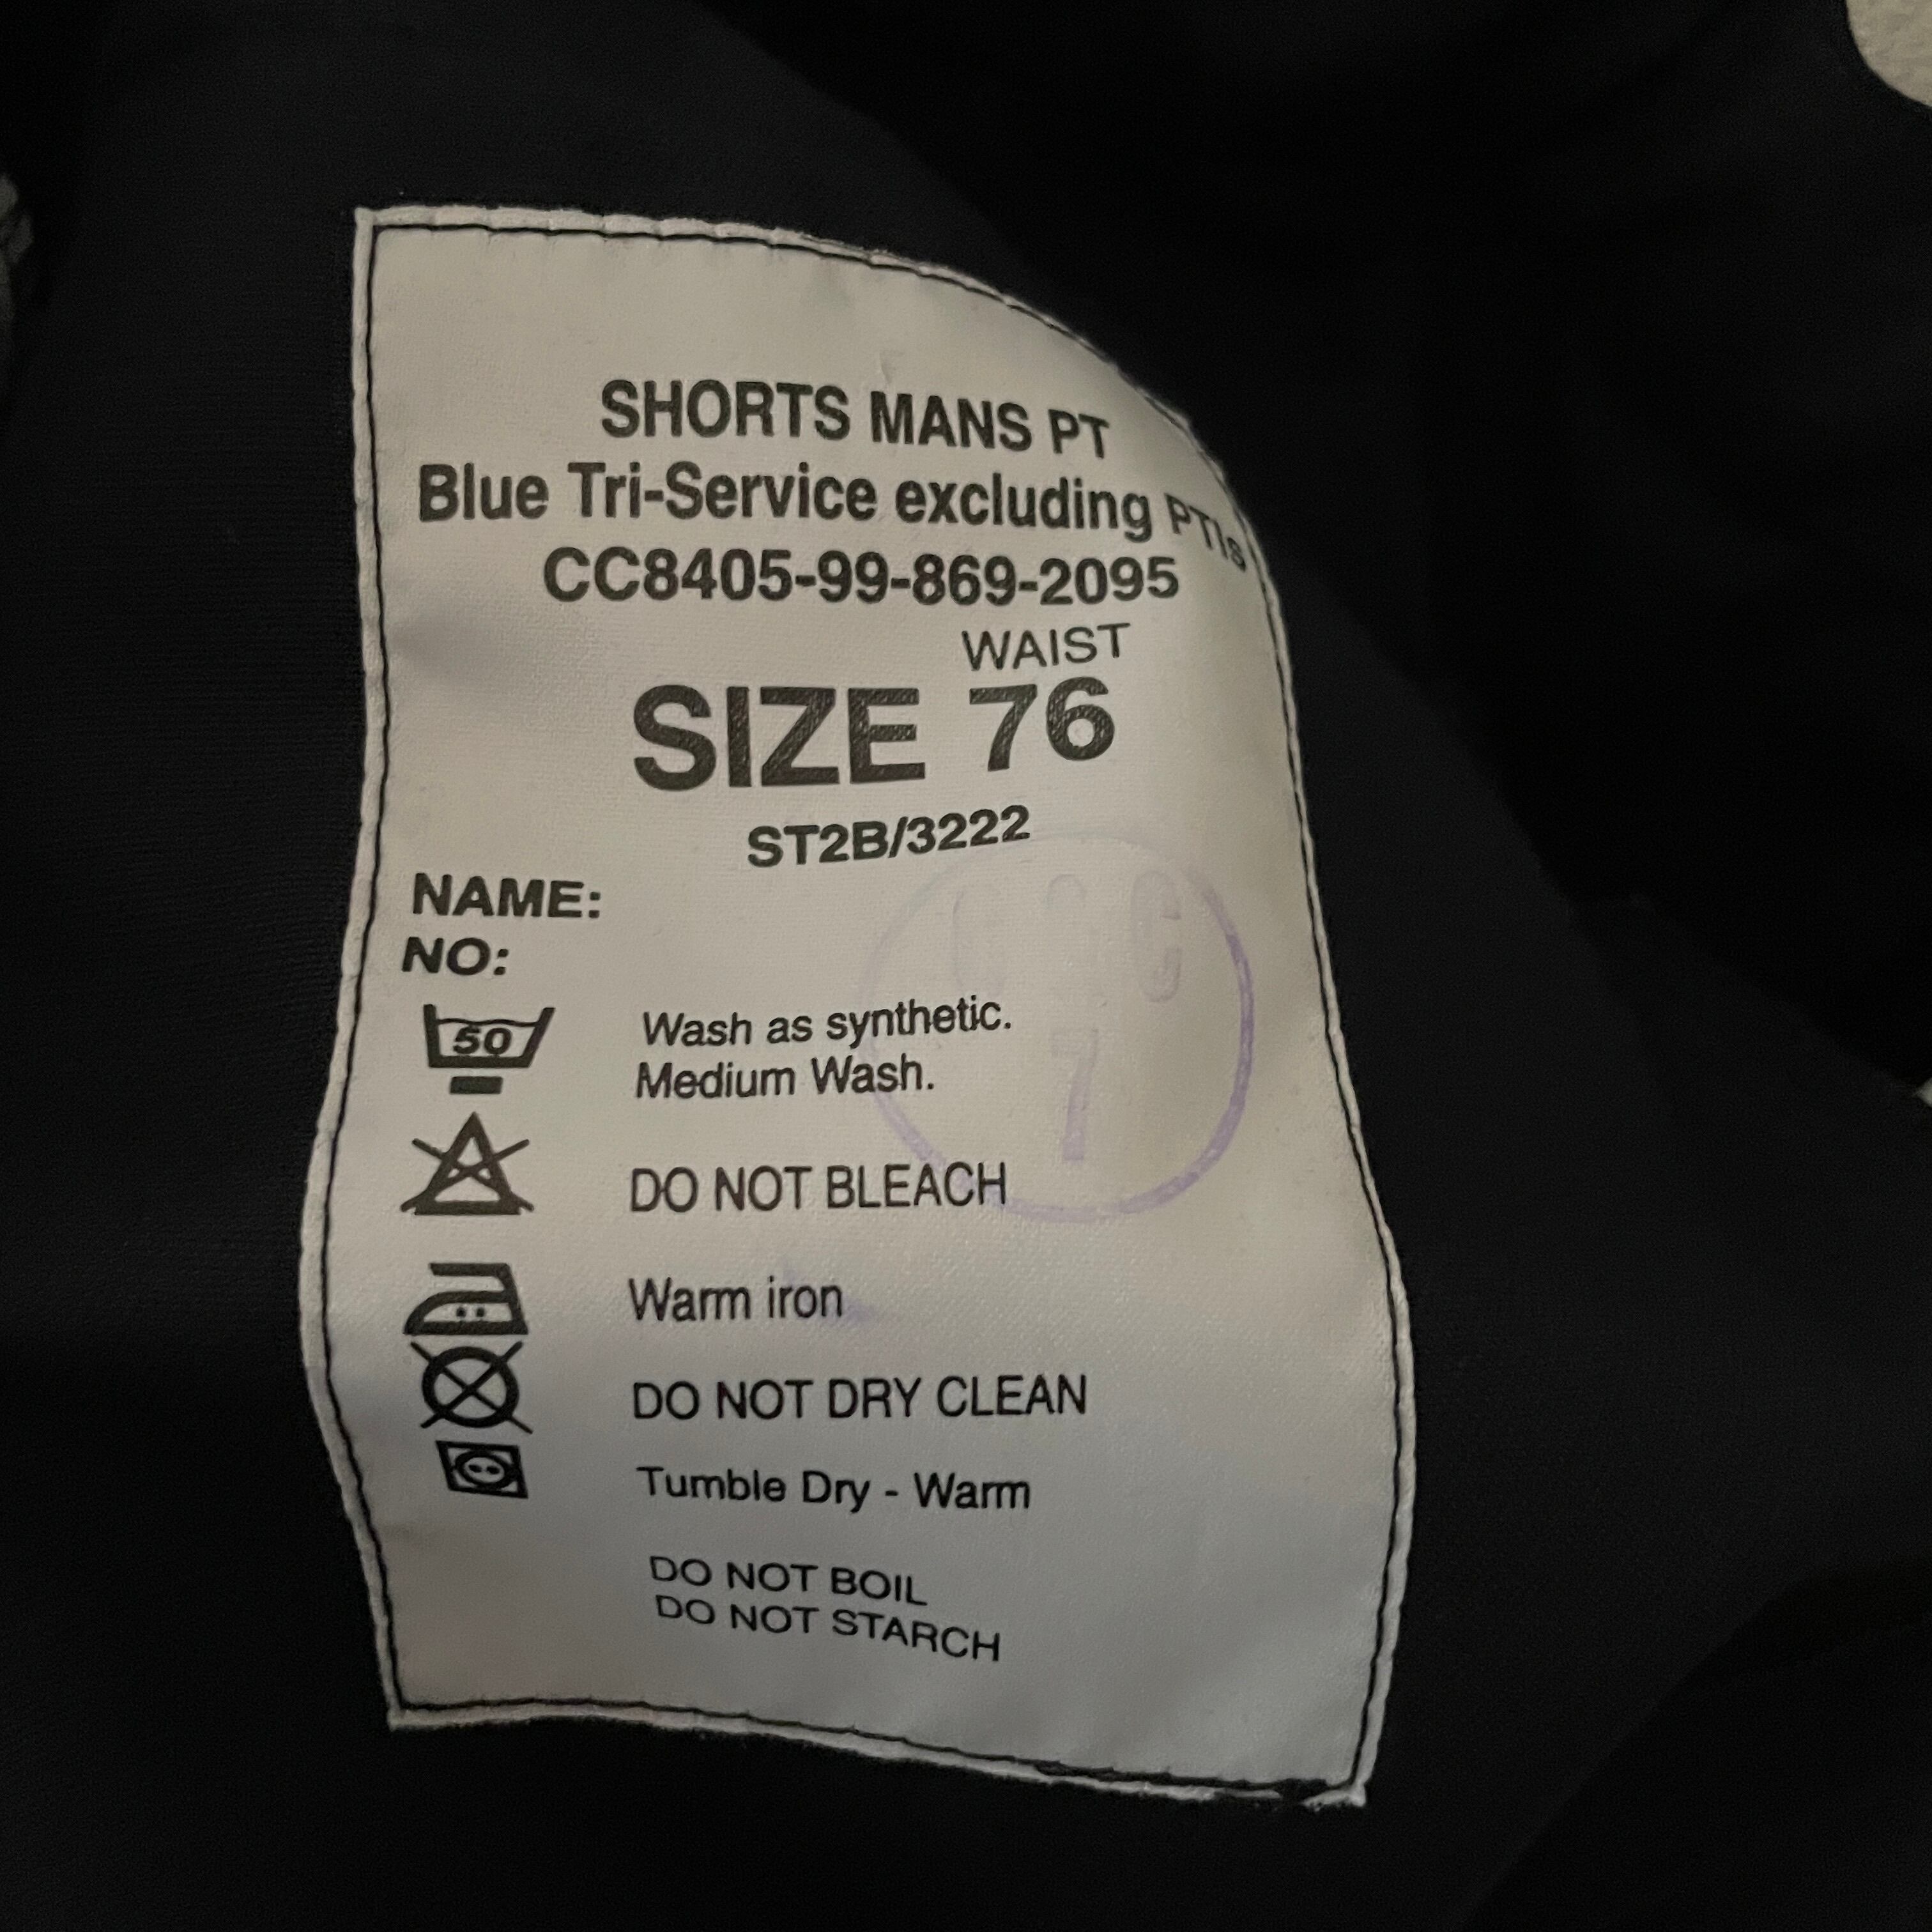 SHORTS MANS PT
Blue Tri-Service excluding PTIs
CC8405-99-869-2095
WAIST
SIZE 76
ST2B/3222
NAME:
NO:
50
Wash as synthetic.
Medium Wash.
DO NOT BLEACH
Warm iron
DO NOT DRY CLEAN
Tumble Dry - Warm
DO NOT BOIL
DO NOT STARCH
7